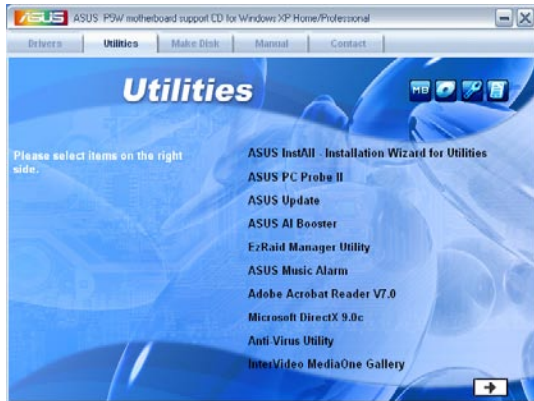 ASUS ASUS P5W motherboard support CD for Windows XP Home/Professional
Drivers Utilities Make Disk Manual Contact
Utilities
MB
Please select items on the right
side.
ASUS InstAll - Installation Wizard for Utilities
ASUS PC Probe II
ASUS Update
ASUS AI Booster
EzRaid Manager Utility
ASUS Music Alarm
Adobe Acrobat Reader V7.0
Microsoft DirectX 9.0c
Anti-Virus Utility
InterVideo MediaOne Gallery